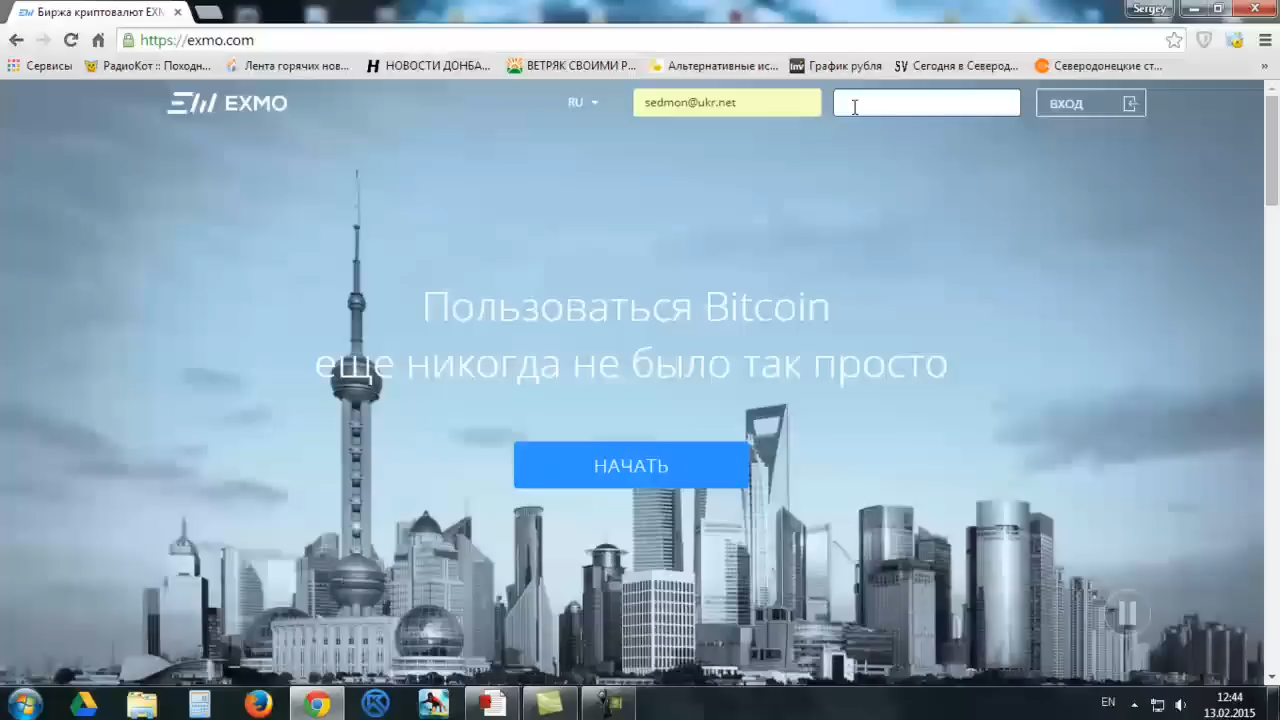 Биржа криптовалют EXM
Sergey
https://exmo.com
Сервисы
РадиоКот :: Походн...
Лента горячих нов...
НОВОСТИ ДОНБА...
ВЕТРЯК СВОИМИ Р...
Альтернативные ис...
График рубля
Сегодня в Северод...
Северодонецкие ст...
EXMO
RU
sedmon@ukr.net
ВХОД
Пользоваться Bitcoin
еще никогда не было так просто
НАЧАТЬ
EN
12:44
13.02.2015